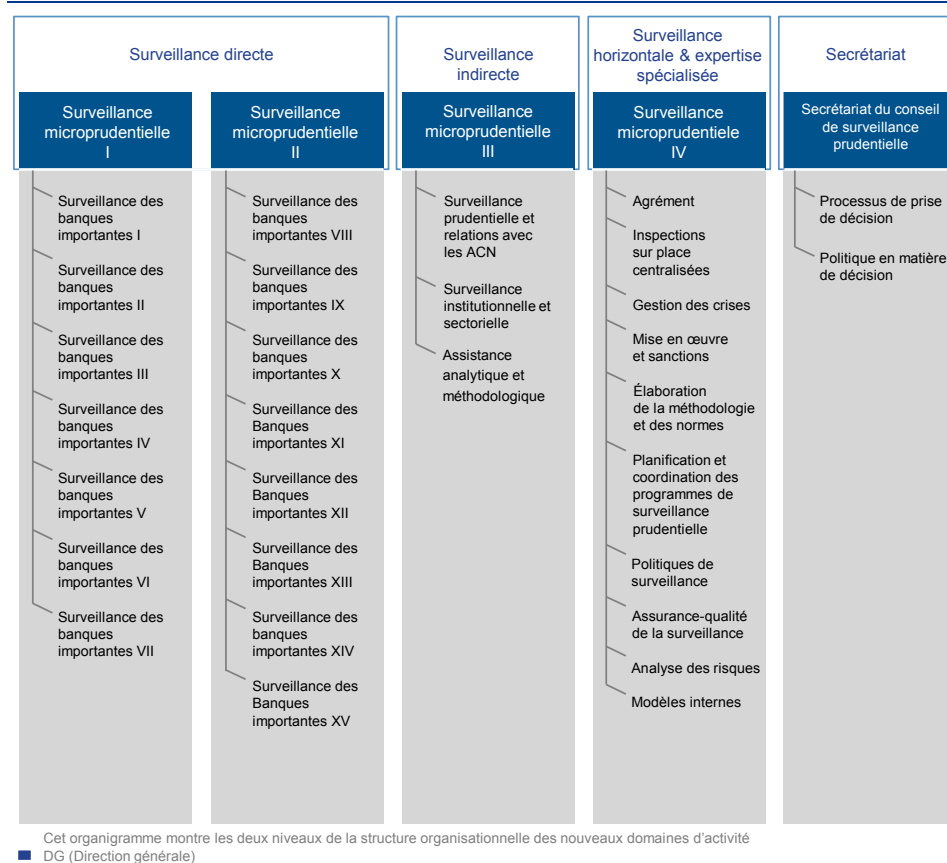 Surveillance directe
Surveillance
microprudentielle
I
Surveillance des
banques
importantes I
Surveillance des
banques
importantes II
Surveillance des
banques
importantes III
Surveillance des
banques
importantes IV
Surveillance des
banques
importantes V
Surveillance des
banques
importantes VI
Surveillance des
banques
importantes VII
Surveillance
microprudentielle
II
Surveillance des
banques
importantes VIII
Surveillance des
banques
importantes IX
Surveillance des
banques
importantes X
Surveillance des
Banques
importantes XI
Surveillance des
Banques
importantes XII
Surveillance des
Banques
importantes XIII
Surveillance des
banques
importantes XIV
Surveillance des
Banques
importantes XV
Surveillance
indirecte
Surveillance
microprudentielle
III
Surveillance
prudentielle et
relations avec
les ACN
Surveillance
institutionnelle et
sectorielle
Assistance
analytique et
méthodologique
Surveillance
horizontale & expertise
spécialisée
Surveillance
microprudentiele
IV
Agrément
Inspections
sur place
centralisées
Gestion des crises
Mise en œuvre
et sanctions
Élaboration
de la méthodologie
et des normes
Planification et
coordination des
programmes de
surveillance
prudentielle
Politiques de
surveillance
Assurance-qualité
de la surveillance
Analyse des risques
Modèles internes
Secrétariat
Secrétariat du conseil
de surveillance
prudentielle
Processus de prise
de décision
Politique en matière
de décision
Cet organigramme montre les deux niveaux de la structure organisationnelle des nouveaux domaines d'activité
DG (Direction générale)